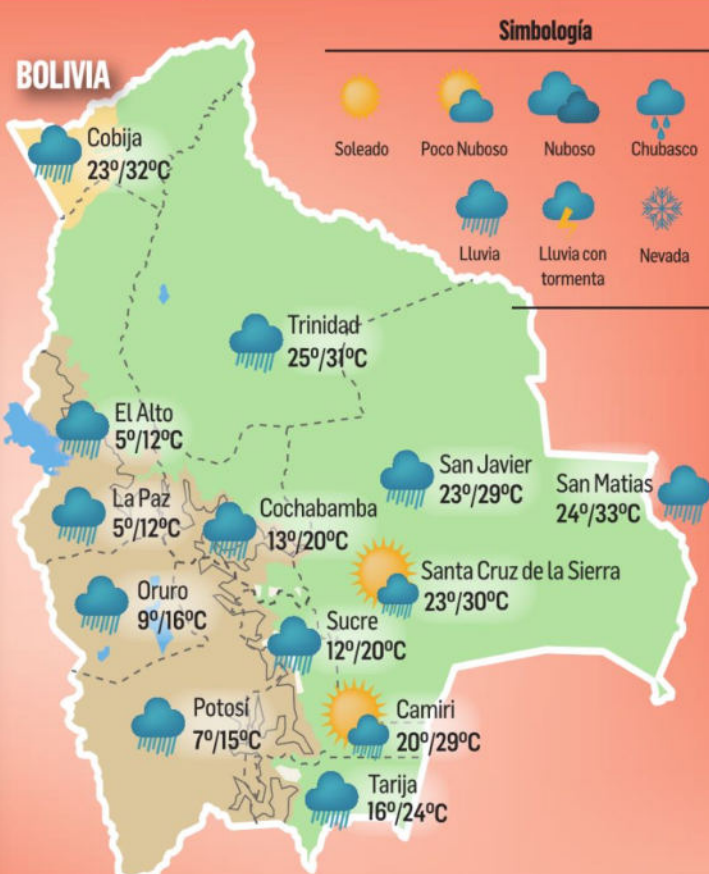 Simbología
BOLIVIA
Soleado
Poco Nuboso
Nuboso
Chubasco
Lluvia
Lluvia con
tormenta
Nevada
Cobija
23º/32ºC
Trinidad
25º/31ºC
El Alto
5º/12ºC
San Javier
23º/29ºC
San Matias
24º/33ºC
La Paz
5º/12ºC
Cochabamba
13º/20ºC
Santa Cruz de la Sierra
23º/30ºC
Oruro
9º/16ºC
Sucre
12º/20ºC
Potosí
7º/15ºC
Camiri
20º/29ºC
Tarija
16º/24ºC